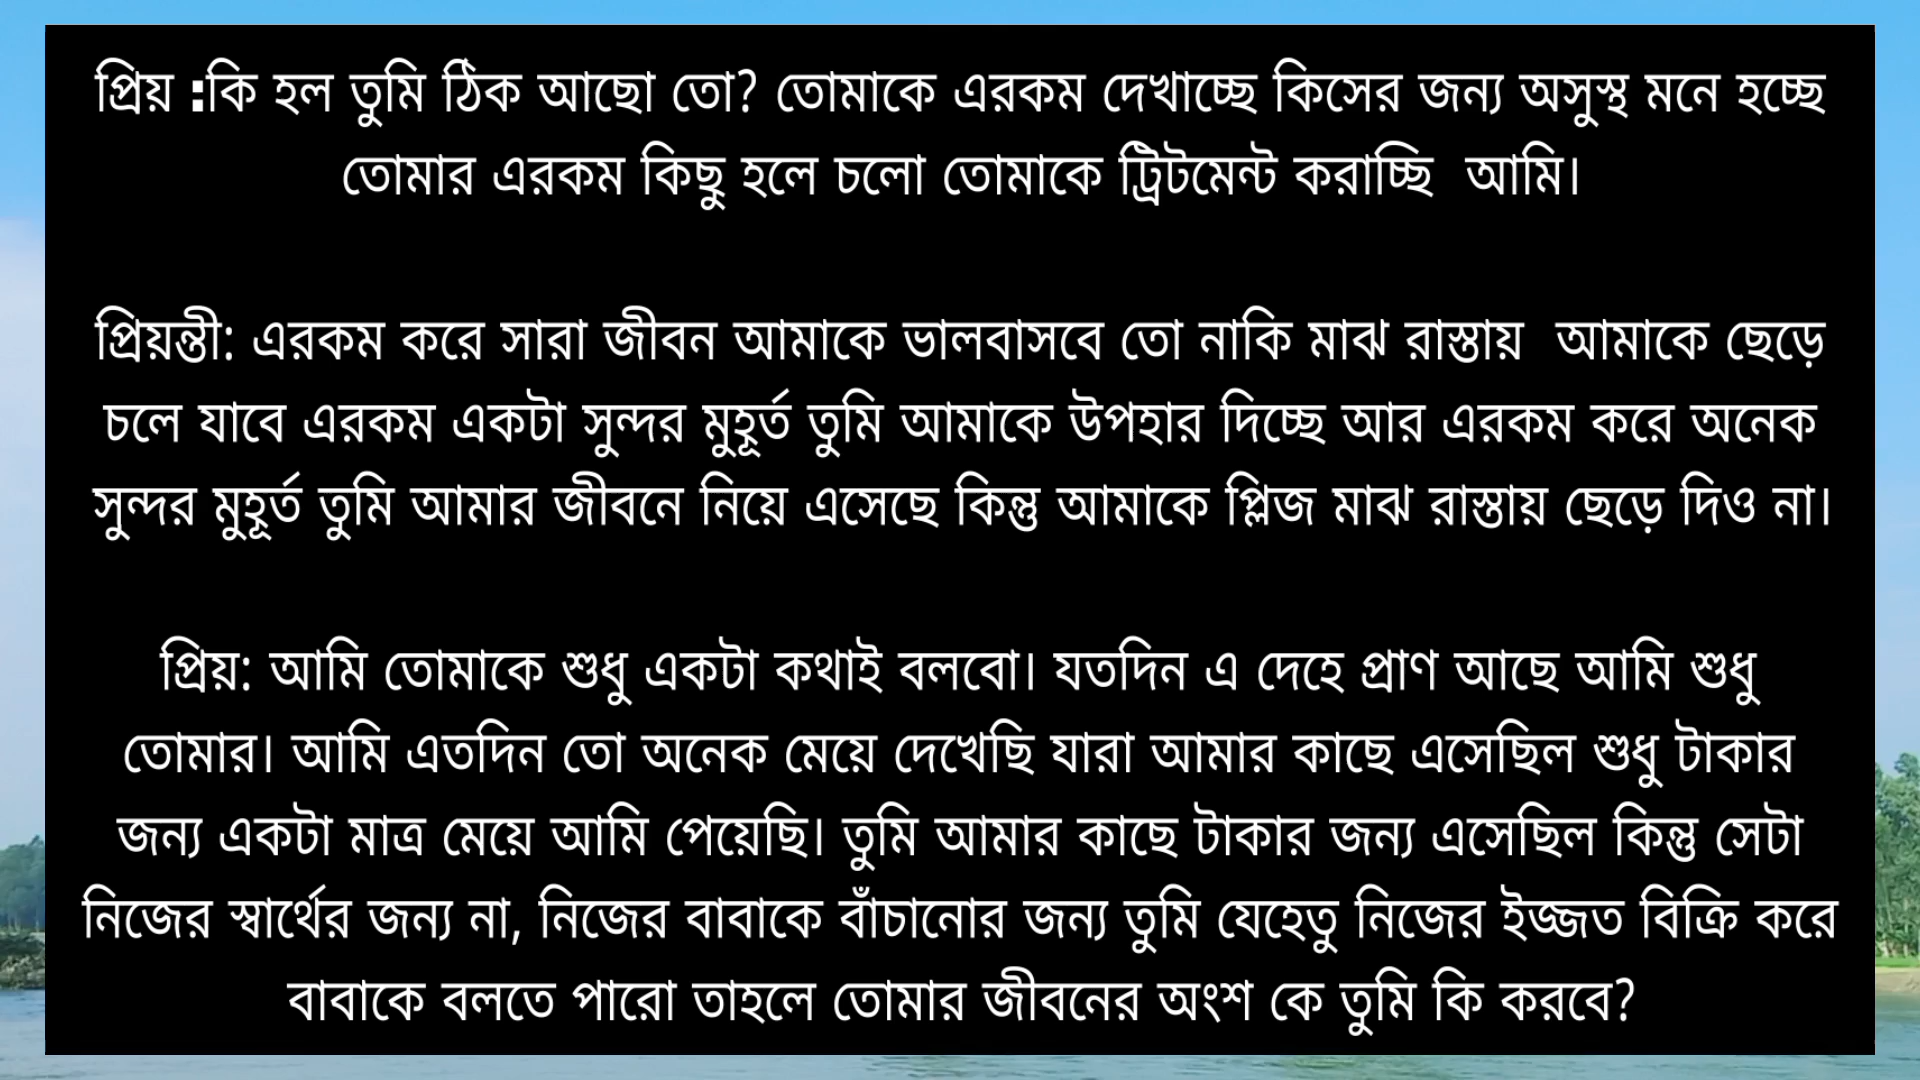 প্রিয় :কি হল তুমি ঠিক আছো তো? তোমাকে এরকম দেখাচ্ছে কিসের জন্য অসুস্থ মনে হচ্ছে
তোমার এরকম কিছু হলে চলো তোমাকে ট্রিটমেন্ট করাচ্ছি আমি।
প্রিয়ন্তী: এরকম করে সারা জীবন আমাকে ভালবাসবে তো নাকি মাঝ রাস্তায় আমাকে ছেড়ে
চলে যাবে এরকম একটা সুন্দর মুহূর্ত তুমি আমাকে উপহার দিচ্ছে আর এরকম করে অনেক
সুন্দর মুহূর্ত তুমি আমার জীবনে নিয়ে এসেছে কিন্তু আমাকে প্লিজ মাঝ রাস্তায় ছেড়ে দিও না।
প্রিয়: আমি তোমাকে শুধু একটা কথাই বলবো। যতদিন এ দেহে প্রাণ আছে আমি শুধু
তোমার। আমি এতদিন তো অনেক মেয়ে দেখেছি যারা আমার কাছে এসেছিল শুধু টাকার
জন্য একটা মাত্র মেয়ে আমি পেয়েছি। তুমি আমার কাছে টাকার জন্য এসেছিল কিন্তু সেটা
নিজের স্বার্থের জন্য না, নিজের বাবাকে বাঁচানোর জন্য তুমি যেহেতু নিজের ইজ্জত বিক্রি করে
বাবাকে বলতে পারো তাহলে তোমার জীবনের অংশ কে তুমি কি করবে?